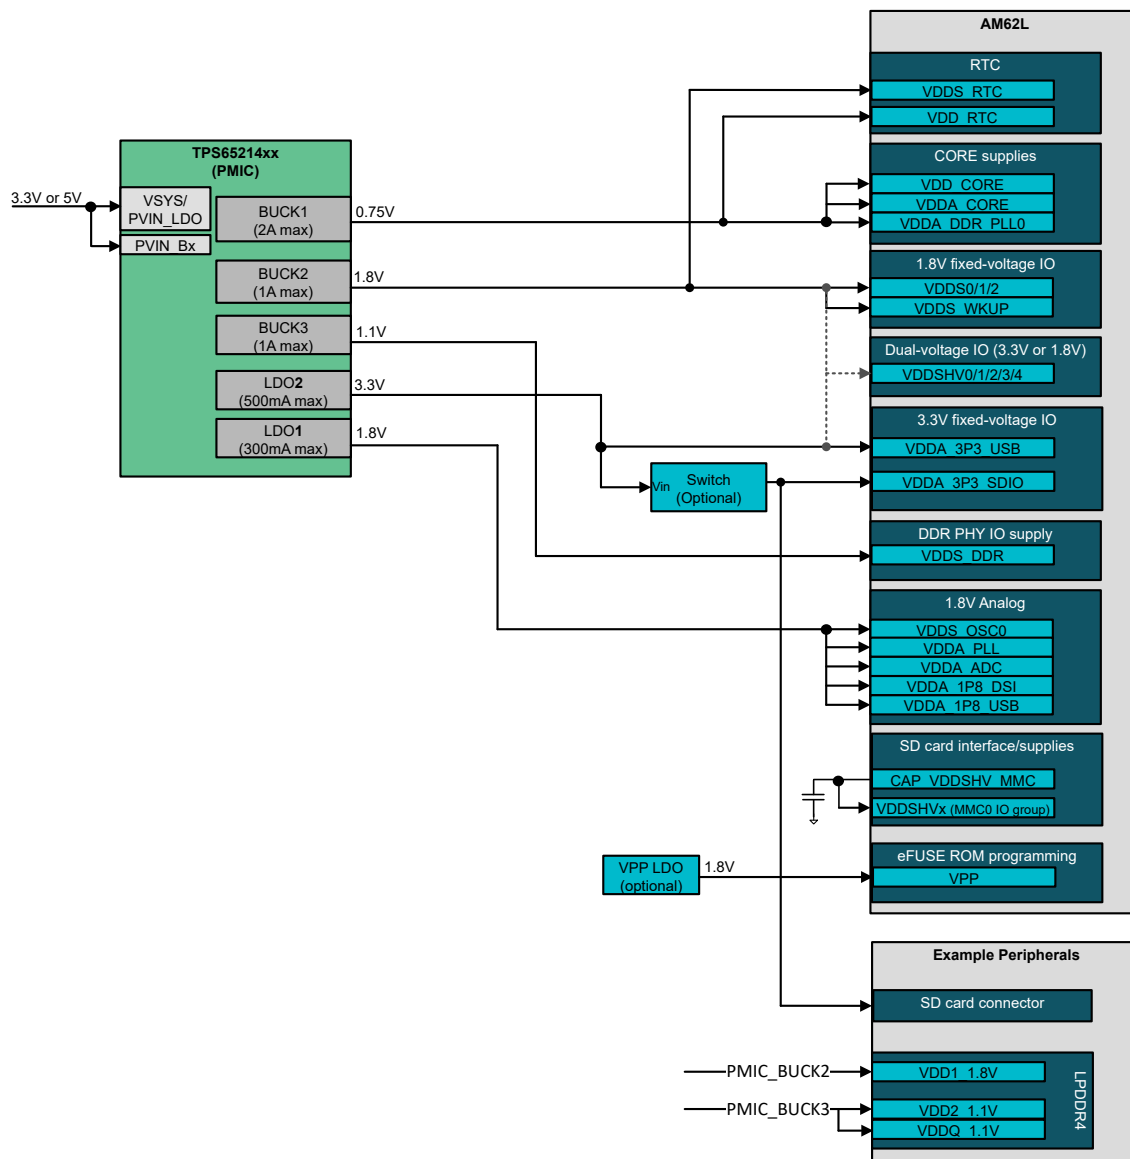 AM62L
RTC
VDDS_RTC
VDD_RTC
TPS65214xx
(PMIC)
3.3V or 5V
VSYS/
PVIN_LDO
PVIN_Bx
BUCK1
(2A max)
0.75V
BUCK2
(1A max)
1.8V
BUCK3
(1A max)
1.1V
LDO2
(500mA max)
3.3V
LDO1
(300mA max)
1.8V
CORE supplies
VDD_CORE
VDDA_CORE
VDDA_DDR_PLL0
1.8V fixed-voltage IO
VDDS0/1/2
VDDS_WKUP
Dual-voltage IO (3.3V or 1.8V)
VDDSHV0/1/2/3/4
3.3V fixed-voltage IO
VDDA_3P3_USB
VDDA_3P3_SDIO
Vin
Switch
(Optional)
DDR PHY IO supply
VDDS_DDR
1.8V Analog
VDDS_OSC0
VDDA_PLL
VDDA_ADC
VDDA_1P8_DSI
VDDA_1P8_USB
SD card interface/supplies
CAP_VDDSHV_MMC
VDDSHVx (MMC0 IO group)
VPP LDO
(optional)
1.8V
eFUSE ROM programming
VPP
Example Peripherals
SD card connector
PMIC_BUCK2
VDD1_1.8V
PMIC_BUCK3
VDD2_1.1V
VDDQ_1.1V
LPDDR4